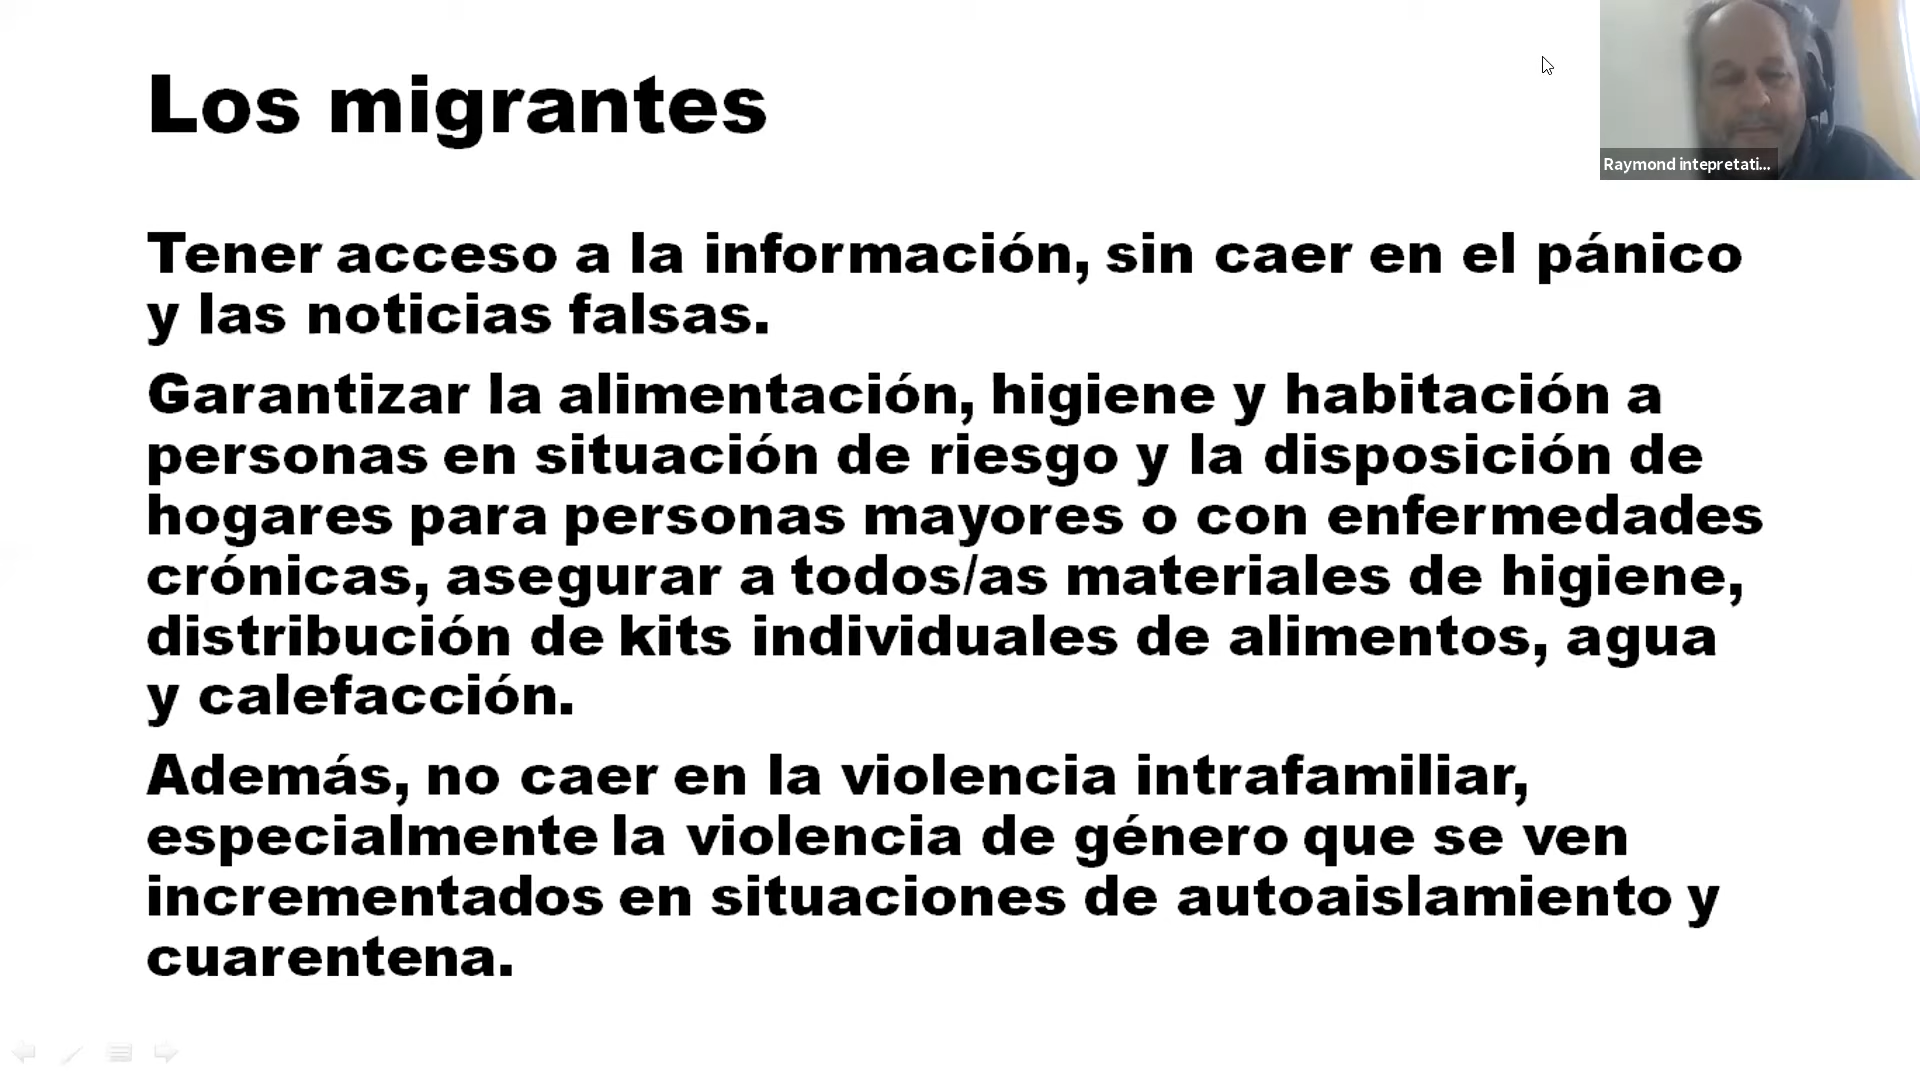 Los migrantes
Raymond intepretati...
Tener acceso a la información, sin caer en el pánico
y las noticias falsas.
Garantizar la alimentación, higiene y habitación a
personas en situación de riesgo y la disposición de
hogares para personas mayores o con enfermedades
crónicas, asegurar a todos/as materiales de higiene,
distribución de kits individuales de alimentos, agua
y calefacción.
Además, no caer en la violencia intrafamiliar,
especialmente la violencia de género que se ven
incrementados en situaciones de autoaislamiento y
cuarentena.